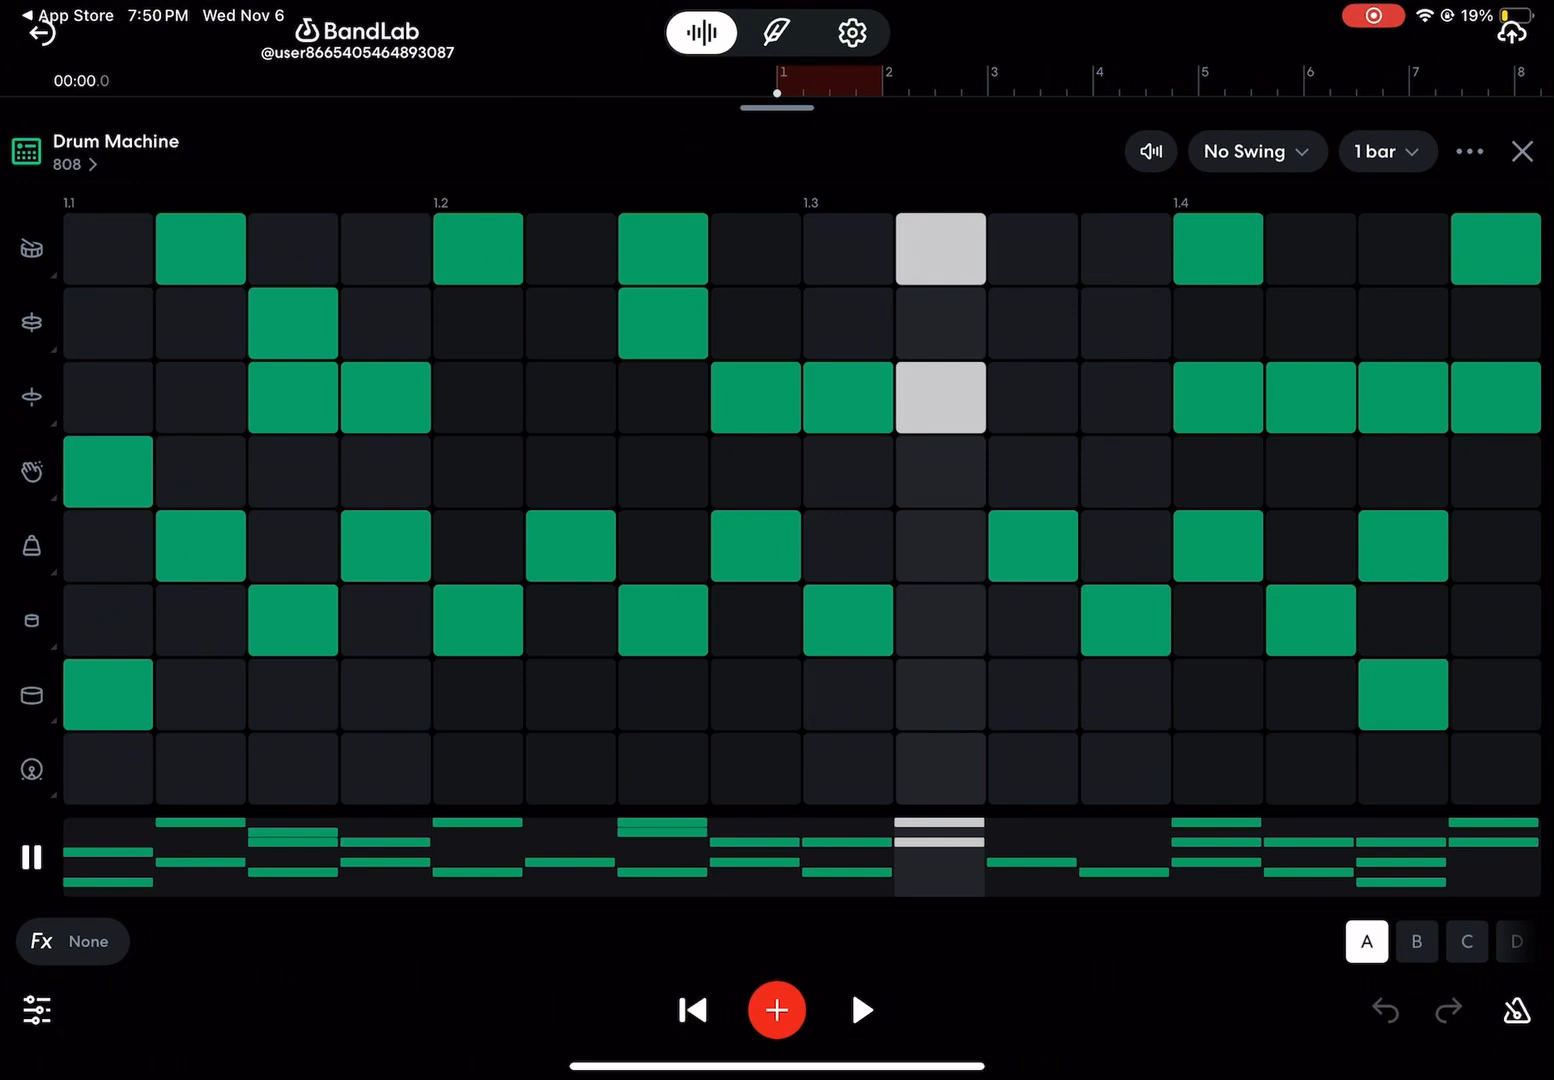 App Store 7:50 PM Wed Nov 6
19%
BandLab
@user8665405464893087
00:00.0
1 2 3 4 5 6 7 8
Drum Machine
808
No Swing
1 bar
1.1 1.2 1.3 1.4
Fx None
A B C D